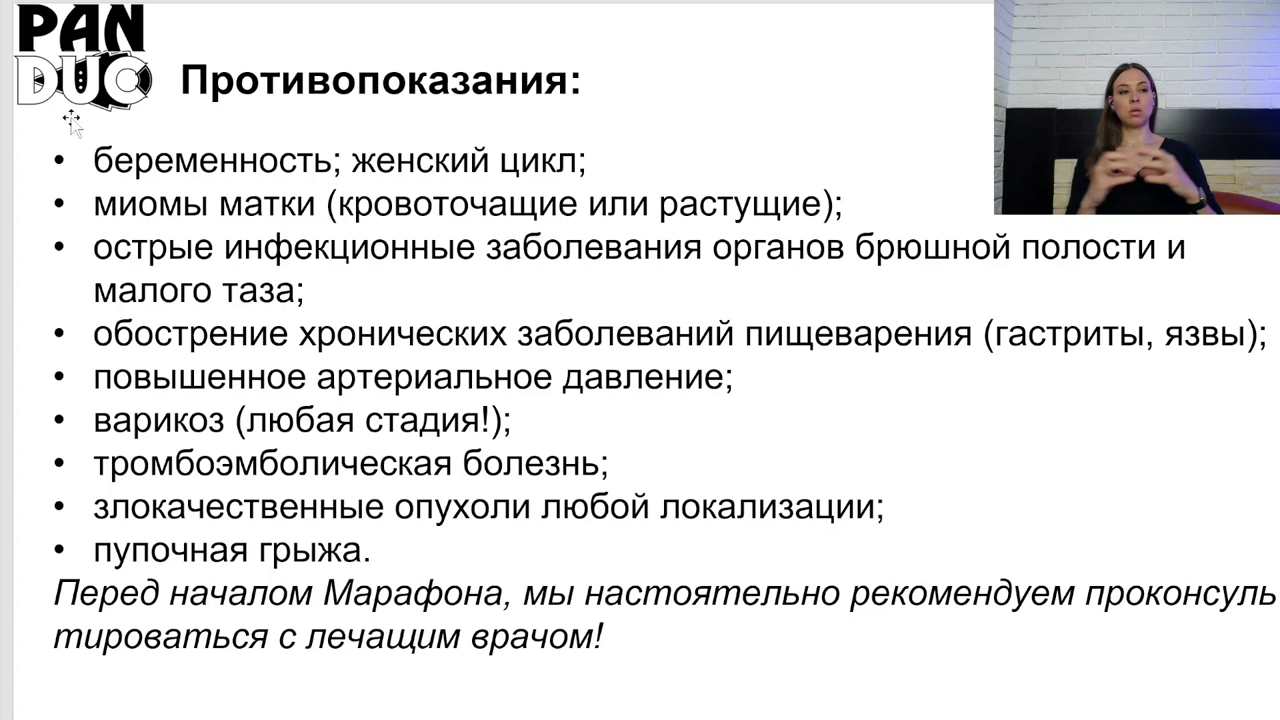 PAN
DUC
Противопоказания:
• беременность; женский цикл;
• миомы матки (кровоточащие или растущие);
• острые инфекционные заболевания органов брюшной полости и
малого таза;
• обострение хронических заболеваний пищеварения (гастриты, язвы);
• повышенное артериальное давление;
• варикоз (любая стадия!);
• тромбоэмболическая болезнь;
• злокачественные опухоли любой локализации;
• пупочная грыжа.
Перед началом Марафона, мы настоятельно рекомендуем проконсуль
тироваться с лечащим врачом!